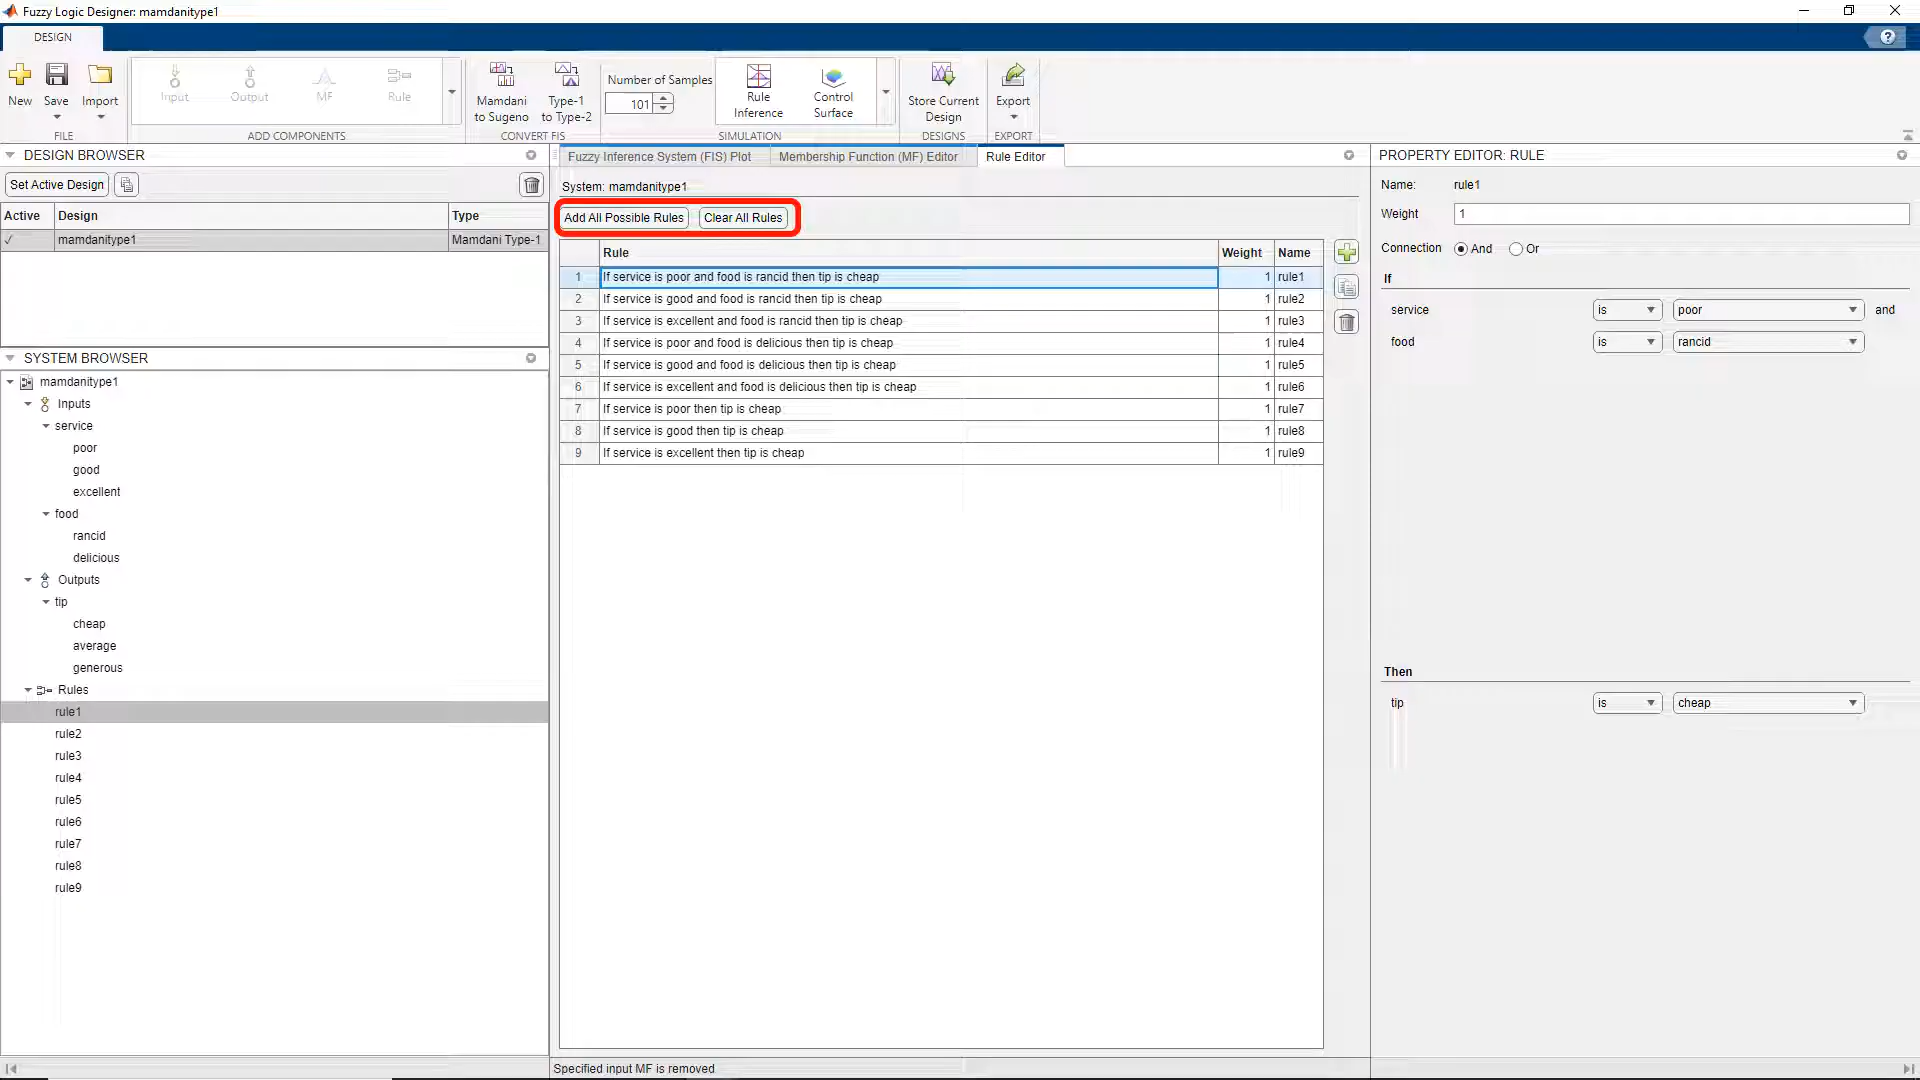 Fuzzy Logic Designer: mamdanitype1
DESIGN
New
Save
Import
FILE
Input
Output
MF
Rule
ADD COMPONENTS
Mamdani to Sugeno
Type-1 to Type-2
CONVERT FIS
Number of Samples
101
Rule Inference
Control Surface
SIMULATION
Store Current Design
DESIGNS
Export
EXPORT
DESIGN BROWSER
Set Active Design
Active Design Type
mamdanitype1 Mamdani Type-1
SYSTEM BROWSER
mamdanitype1
Inputs
service
poor
good
excellent
food
rancid
delicious
Outputs
tip
cheap
average
generous
Rules
rule1
rule2
rule3
rule4
rule5
rule6
rule7
rule8
rule9
Fuzzy Inference System (FIS) Plot
Membership Function (MF) Editor
Rule Editor
System: mamdanitype1
Add All Possible Rules
Clear All Rules
Rule Weight Name
1 If service is poor and food is rancid then tip is cheap 1 rule1
2 If service is good and food is rancid then tip is cheap 1 rule2
3 If service is excellent and food is rancid then tip is cheap 1 rule3
4 If service is poor and food is delicious then tip is cheap 1 rule4
5 If service is good and food is delicious then tip is cheap 1 rule5
6 If service is excellent and food is delicious then tip is cheap 1 rule6
7 If service is poor then tip is cheap 1 rule7
8 If service is good then tip is cheap 1 rule8
9 If service is excellent then tip is cheap 1 rule9
Specified input MF is removed
PROPERTY EDITOR: RULE
Name: rule1
Weight 1
Connection And Or
If
service is poor and
food is rancid
Then
tip is cheap